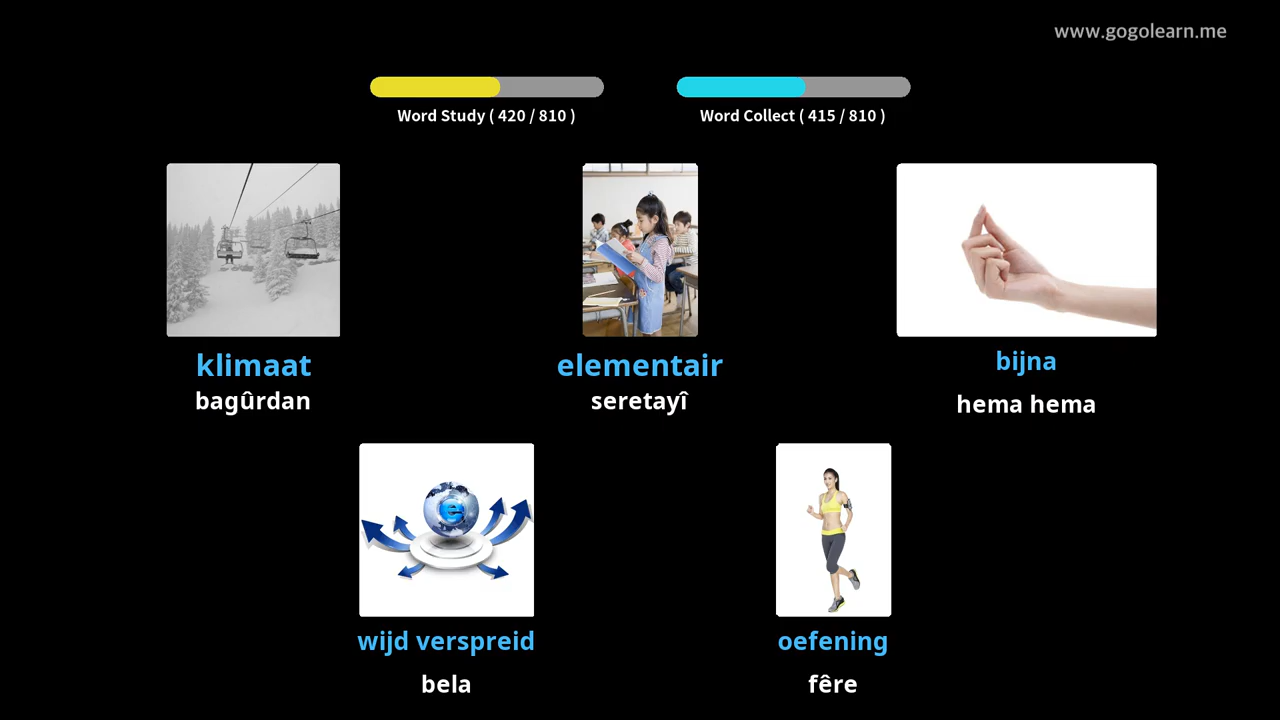 www.gogolearn.me
Word Study ( 420 / 810 )
Word Collect ( 415 / 810 )
klimaat
bagûrdan
elementair
seretayî
bijna
hema hema
e
wijd verspreid
bela
oefening
fêre